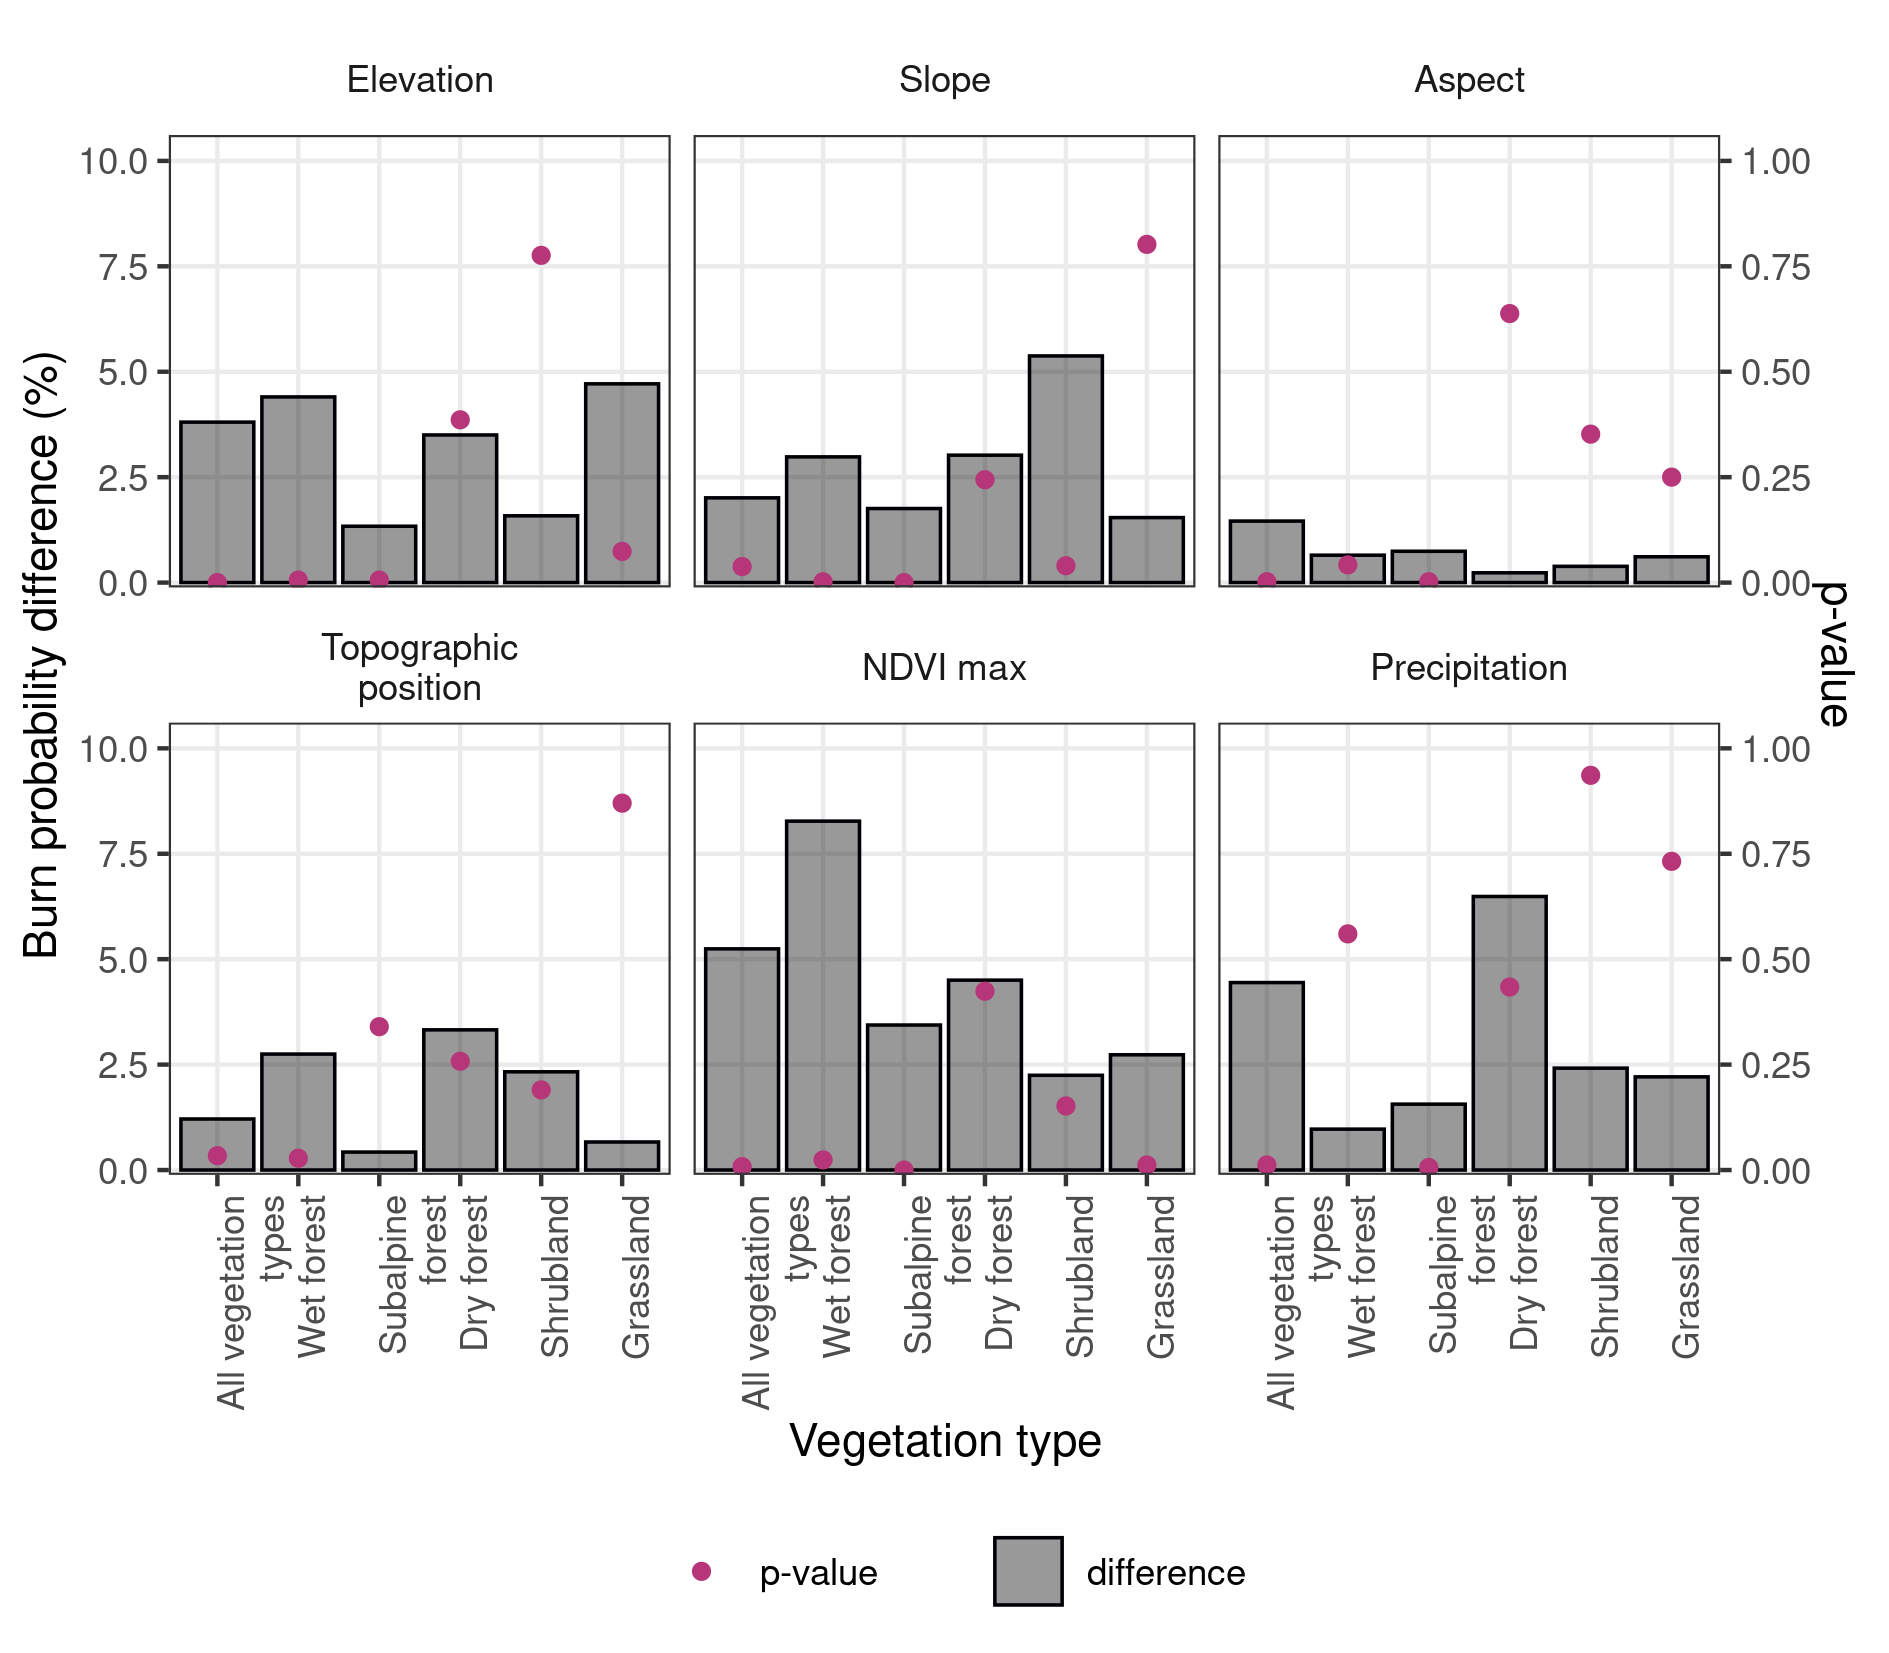 Elevation
Slope
Aspect
10.0
7.5
5.0
2.5
0.0
1.00
0.75
0.50
0.25
0.00
Burn probability difference (%)
p-value
Topographic
position
NDVI max
Precipitation
10.0
7.5
5.0
2.5
0.0
1.00
0.75
0.50
0.25
0.00
All vegetation
types
Wet forest
Subalpine
forest
Dry forest
Shrubland
Grassland
All vegetation
types
Wet forest
Subalpine
forest
Dry forest
Shrubland
Grassland
All vegetation
types
Wet forest
Subalpine
forest
Dry forest
Shrubland
Grassland
Vegetation type
p-value
difference